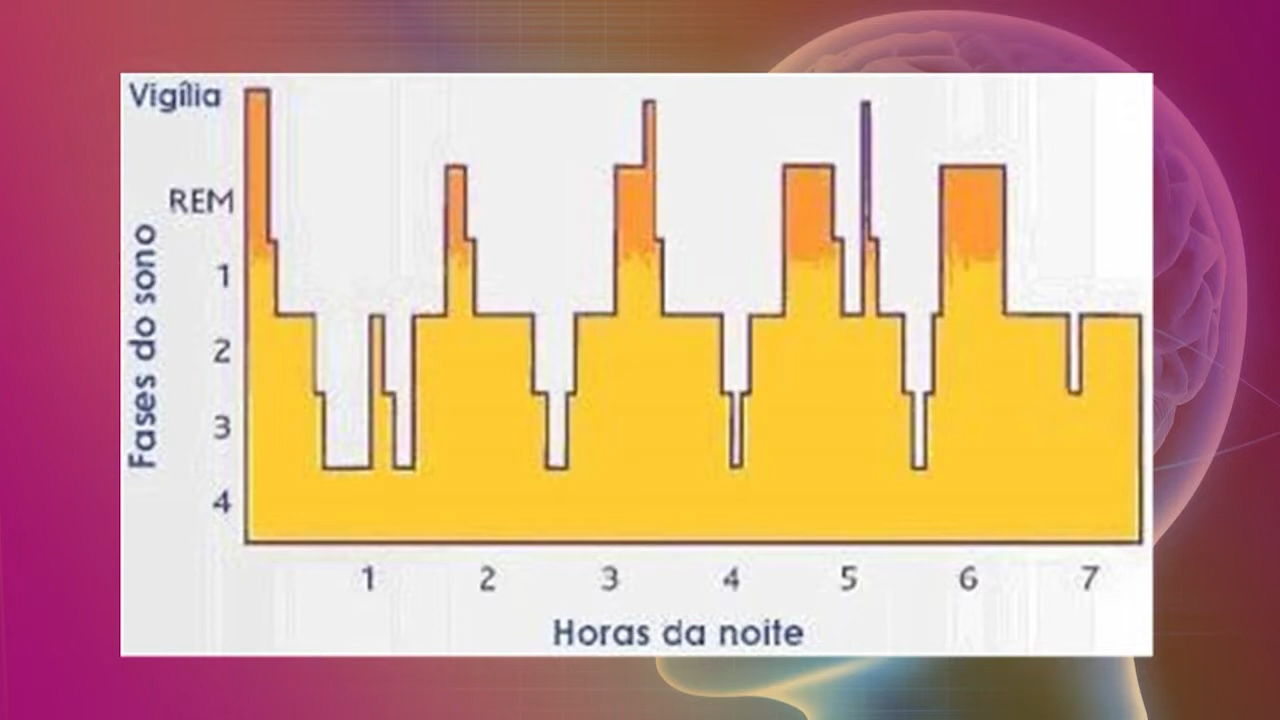 Vigília
REM
1
2
3
4
Fases do sono
1 2 3 4 5 6 7
Horas da noite